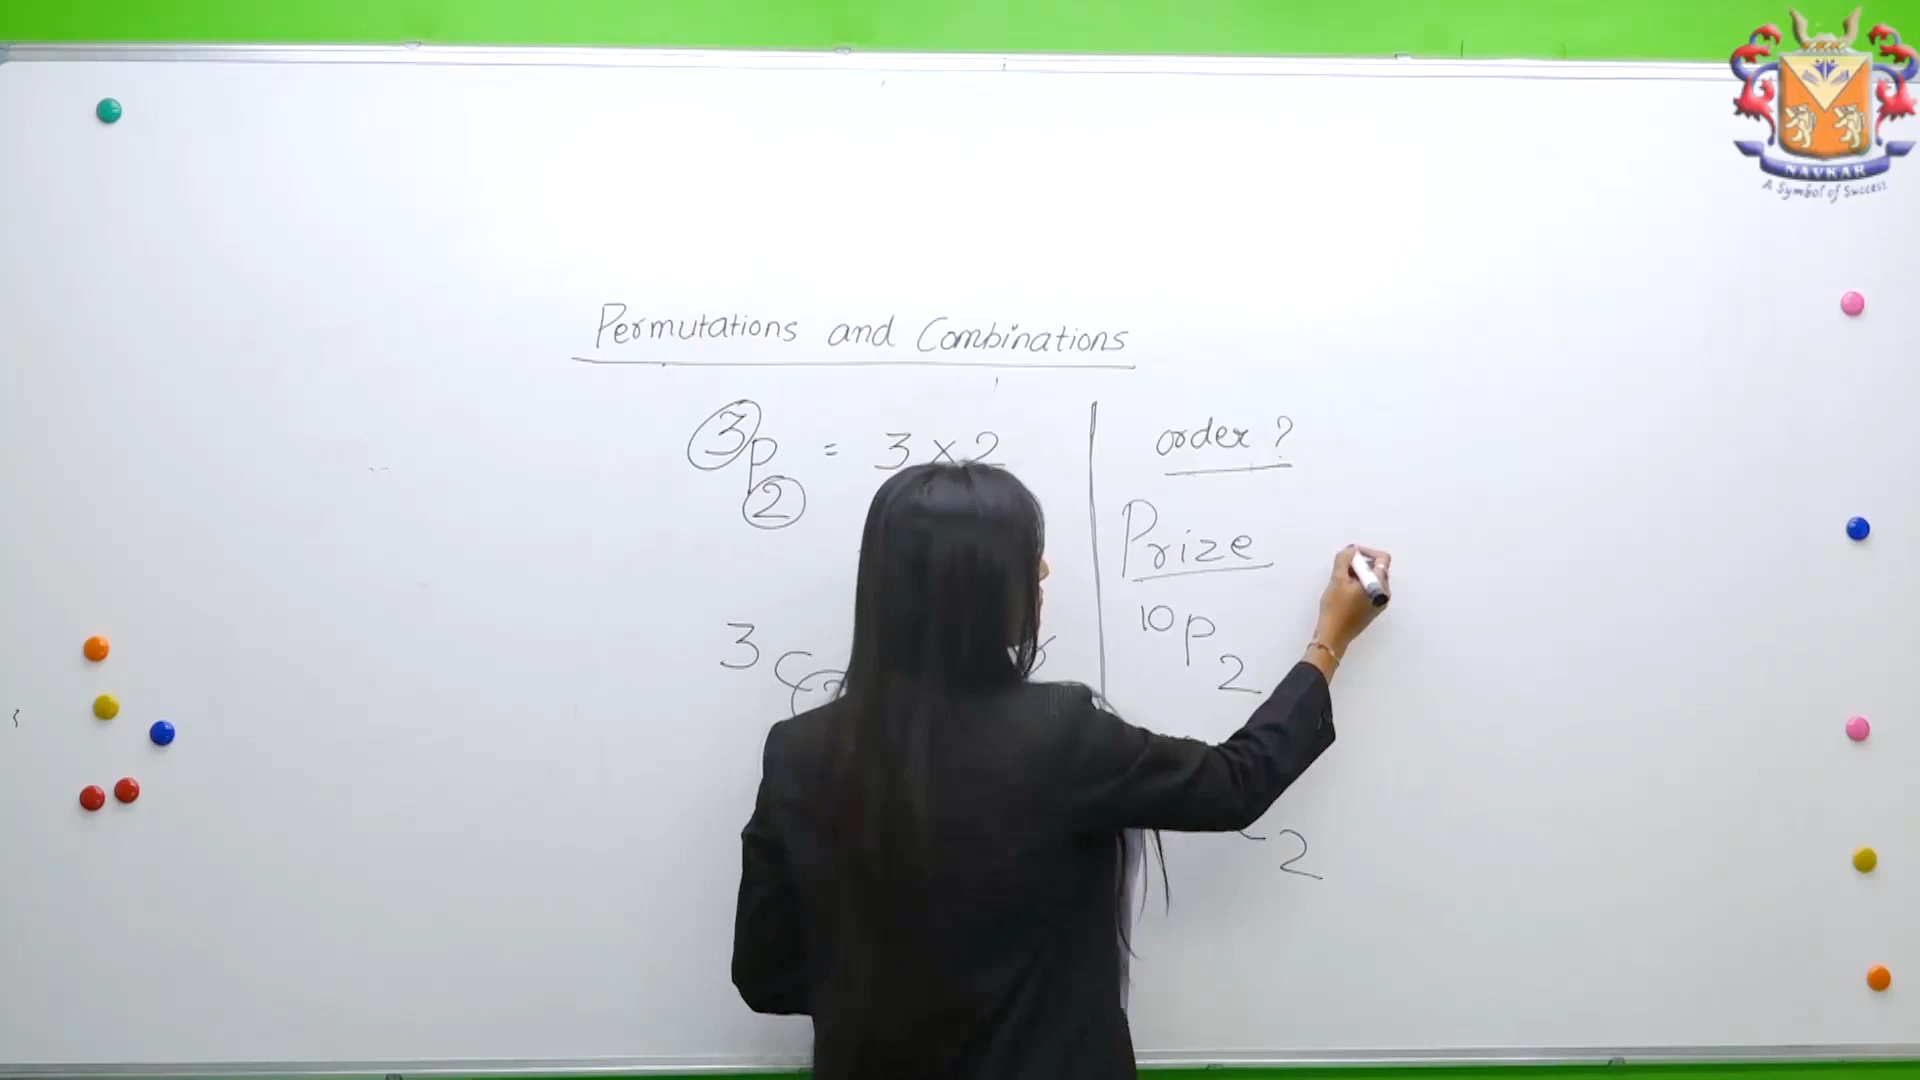 NAVKAR
A Symbol of Success
Permutations and Combinations
3P2 = 3 x 2
3C
order ?
Prize
10P2
2